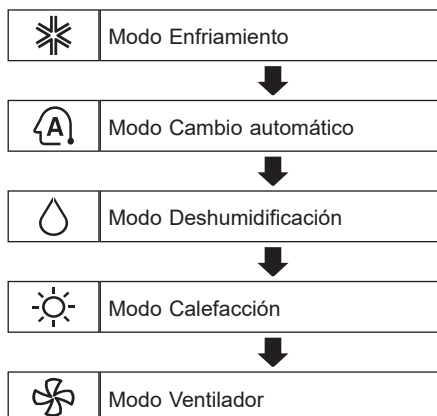 Modo Enfriamiento
A
Modo Cambio automático
Modo Deshumidificación
Modo Calefacción
Modo Ventilador